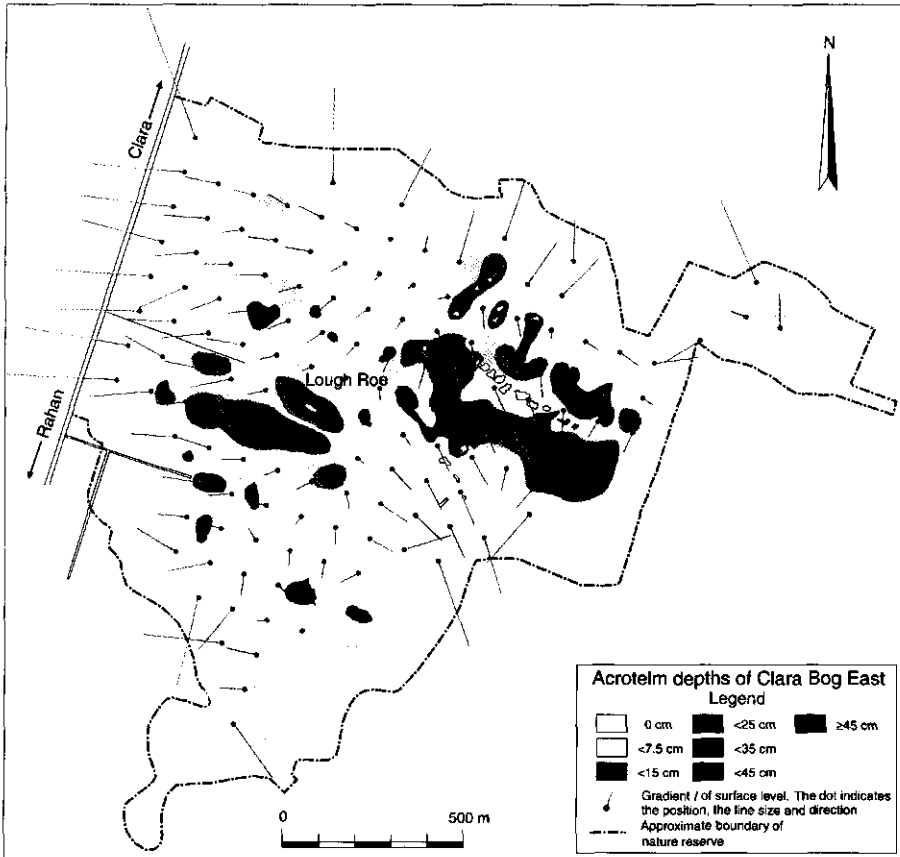 N
Clara
Lough Roe
Rahan
Acrotelm depths of Clara Bog East
Legend
0 cm
<7.5 cm
<15 cm
<25 cm
<35 cm
<45 cm
≥45 cm
Gradient I of surface level. The dot indicates
the position, the line size and direction
Approximate boundary of
nature reserve
0
500 m